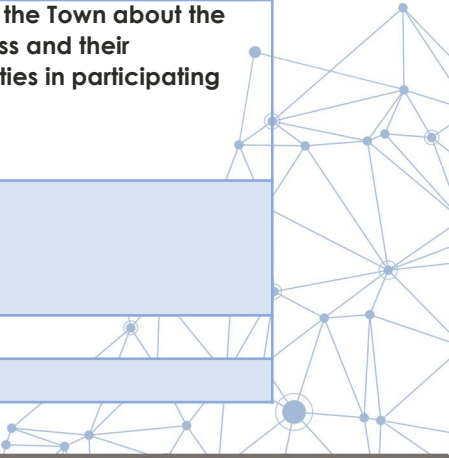 the Town about the
ss and their
ties in participating